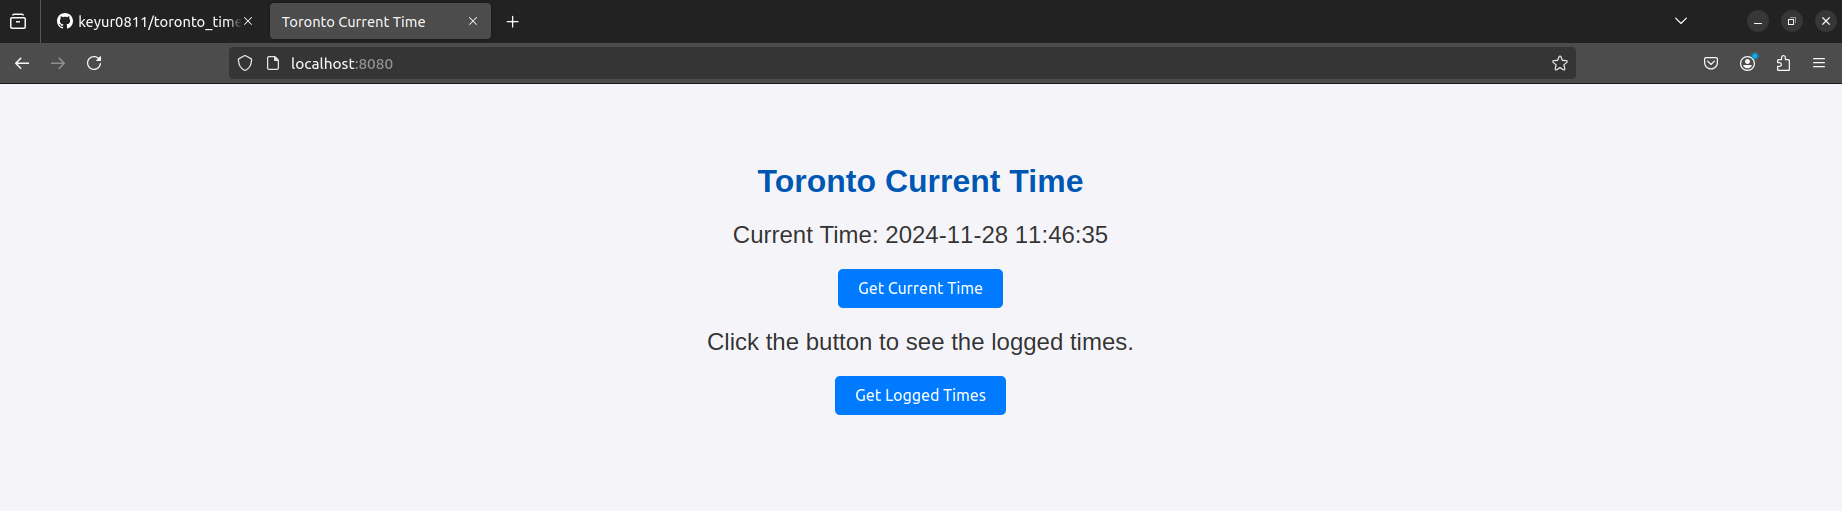 keyur0811/toronto_time
Toronto Current Time
localhost:8080
Toronto Current Time
Current Time: 2024-11-28 11:46:35
Get Current Time
Click the button to see the logged times.
Get Logged Times